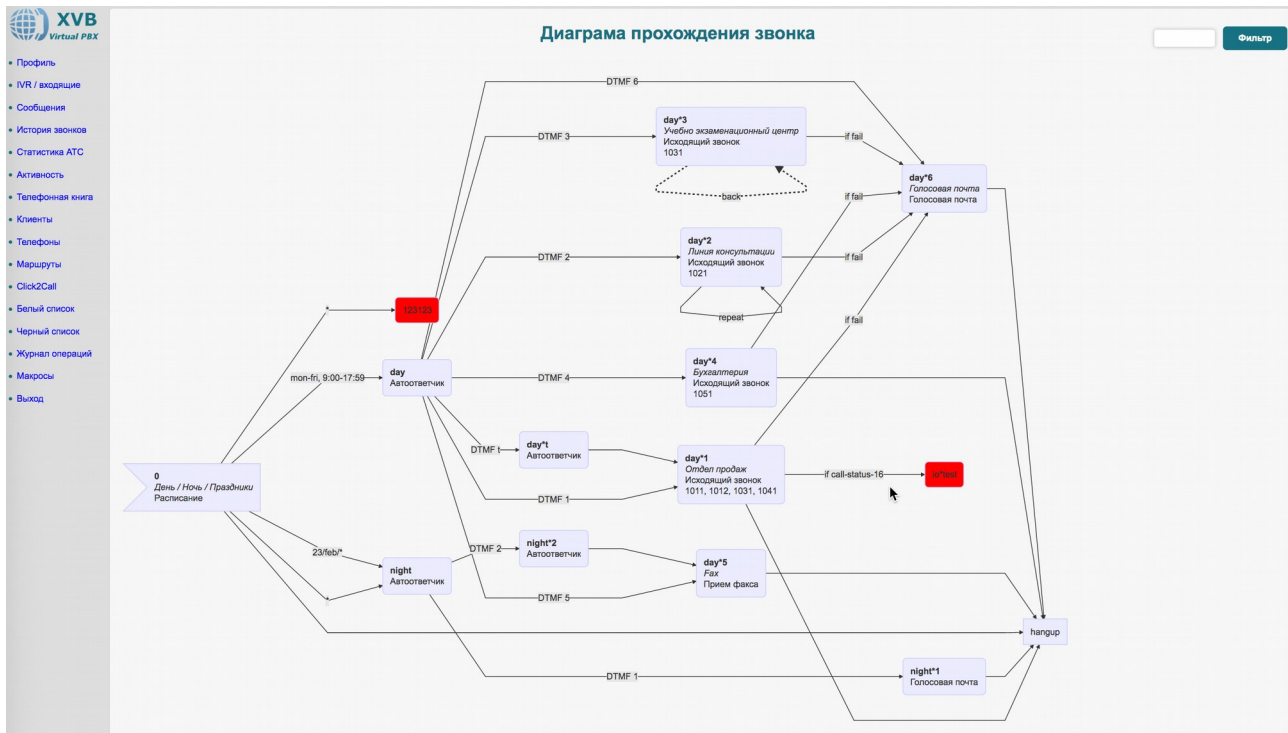 XVB
Virtual PBX
Диаграма прохождения звонка
Фильтр
Профиль
IVR / входящие
Сообщения
История звонков
Статистика АТС
Активность
Телефонная книга
Клиенты
Телефоны
Маршруты
Click2Call
Белый список
Черный список
Журнал операций
Макросы
Выход
DTMF 6
day*3
Учебно экзаменационный центр
Исходящий звонок
1031
DTMF 3
if fail
back
day*6
Голосовая почта
Голосовая почта
if fail
day*2
Линия консультации
Исходящий звонок
1021
DTMF 2
if fail
repeat
*
123123
if fail
day*4
Бухгалтерия
Исходящий звонок
1051
mon-fri, 9:00-17:59
day
Автоответчик
DTMF 4
DTMF t
day*t
Автоответчик
day*1
Отдел продаж
Исходящий звонок
1011, 1012, 1031, 1041
if call-status-16
DTMF 1
0
День / Ночь / Праздники
Расписание
23/feb/*
DTMF 2
night*2
Автоответчик
day*5
Fax
Прием факса
night
Автоответчик
*
DTMF 5
hangup
DTMF 1
night*1
Голосовая почта